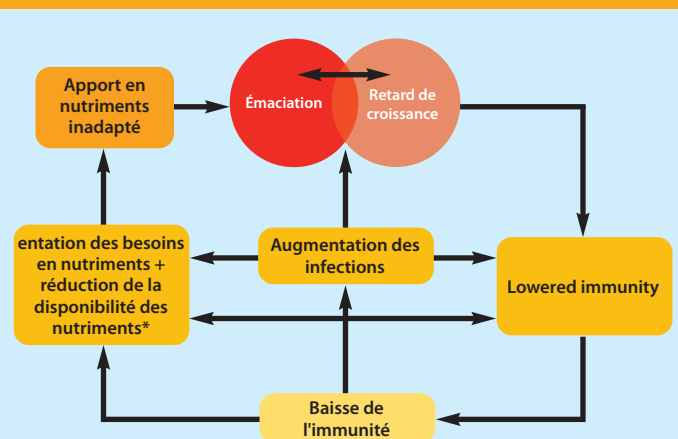 Apport en
nutriments
inadapté
Émaciation
Retard de
croissance
entation des besoins
en nutriments +
réduction de la
disponibilité des
nutriments*
Augmentation des
infections
Lowered immunity
Baisse de
l'immunité